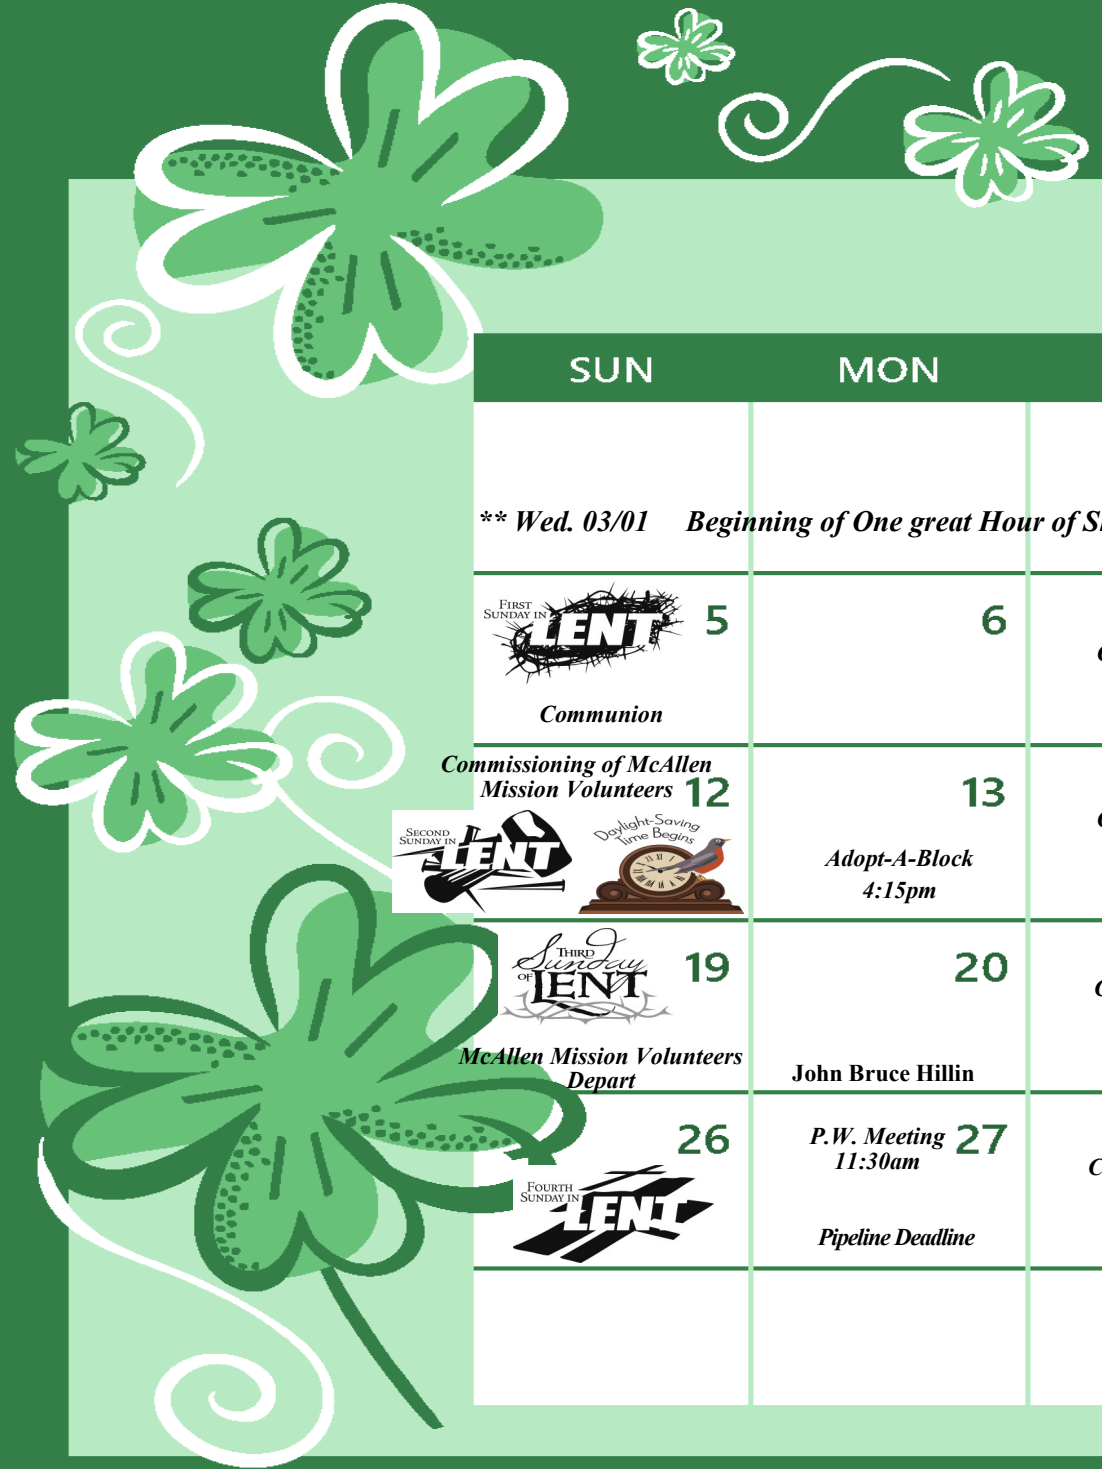 SUN MON
** Wed. 03/01 Beginning of One great Hour of
FIRST
SUNDAY IN
LENT
5
6
Communion
Commissioning of McAllen
Mission Volunteers
12
SECOND
SUNDAY IN
LENT
Daylight-Saving
Time Begins
13
Adopt-A-Block
4:15pm
THIRD
Sunday
OF
LENT
19
McAllen Mission Volunteers
Depart
20
John Bruce Hillin
26
FOURTH
SUNDAY IN
LENT
P.W. Meeting
11:30am
27
Pipeline Deadline